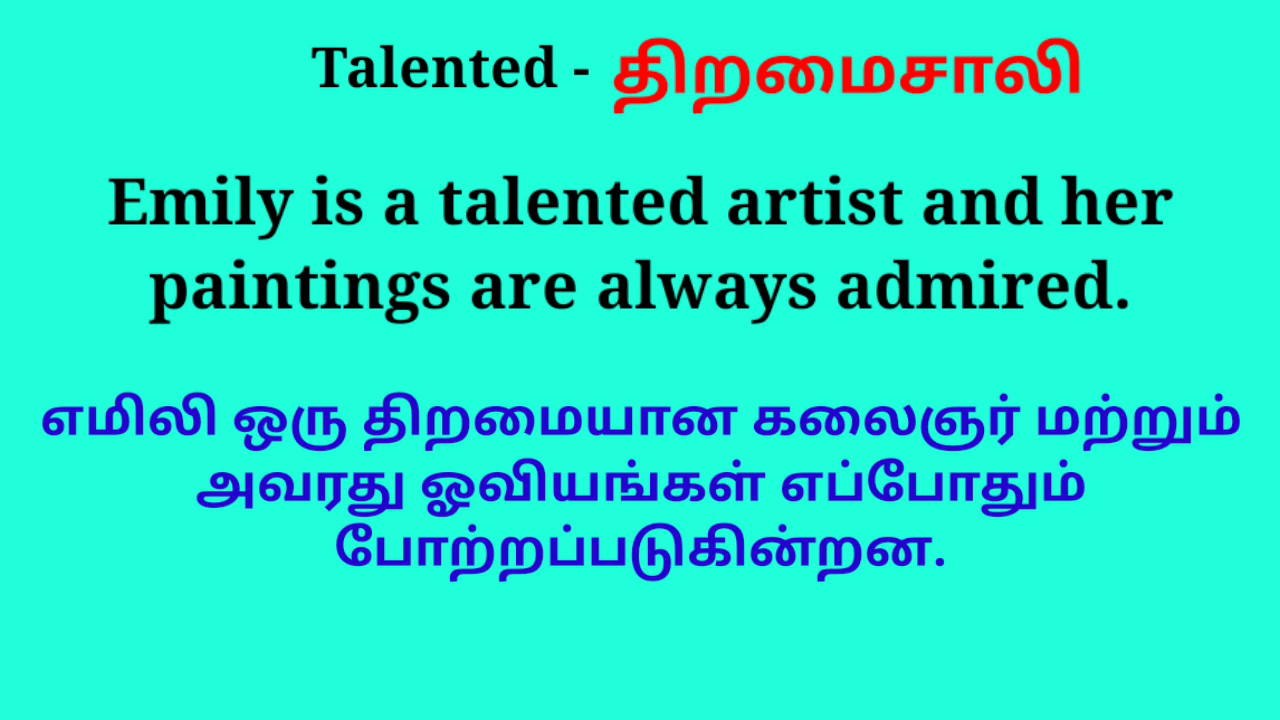 Talented - திறமைசாலி
Emily is a talented artist and her
paintings are always admired.
எமிலி ஒரு திறமையான கலைஞர் மற்றும்
அவரது ஓவியங்கள் எப்போதும்
போற்றப்படுகின்றன.